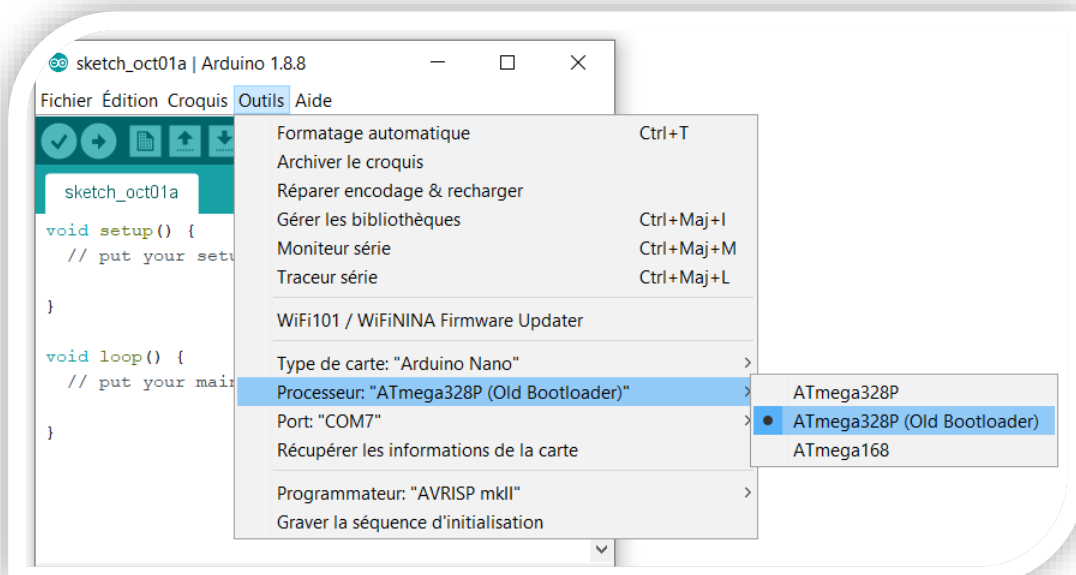 sketch_oct01a | Arduino 1.8.8
Fichier Édition Croquis Outils Aide
sketch_oct01a
void setup() {
// put your setu
}
void loop() {
// put your main
}
Formatage automatique Ctrl+T
Archiver le croquis
Réparer encodage & recharger
Gérer les bibliothèques Ctrl+Maj+I
Moniteur série Ctrl+Maj+M
Traceur série Ctrl+Maj+L
WiFi101 / WiFiNINA Firmware Updater
Type de carte: "Arduino Nano"
Processeur: "ATmega328P (Old Bootloader)"
Port: "COM7"
Récupérer les informations de la carte
Programmateur: "AVRISP mkII"
Graver la séquence d'initialisation
ATmega328P
ATmega328P (Old Bootloader)
ATmega168